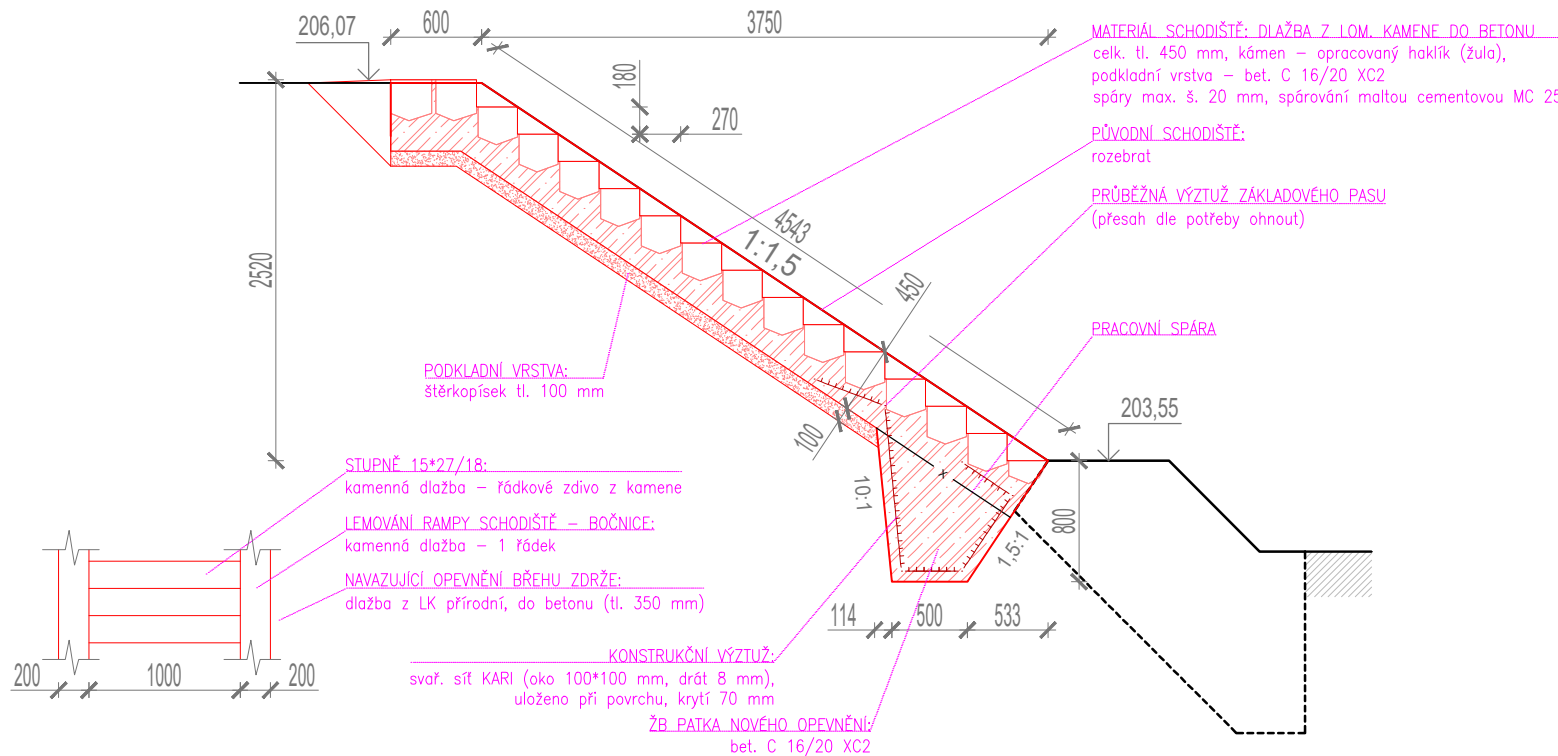 206,07
600
3750
180
270
2520
4543
1:1,5
450
100
10:1
1,5:1
800
203,55
114
500
533
MATERIÁL SCHODIŠTĚ: DLAŽBA Z LOM. KAMENE DO BETONU
celk. tl. 450 mm, kámen – opracovaný haklík (žula),
podkladní vrstva – bet. C 16/20 XC2
spáry max. š. 20 mm, spárování maltou cementovou MC 25
PŮVODNÍ SCHODIŠTĚ:
rozebrat
PRŮBĚŽNÁ VÝZTUŽ ZÁKLADOVÉHO PASU
(přesah dle potřeby ohnout)
PRACOVNÍ SPÁRA
PODKLADNÍ VRSTVA:
štěrkopísek tl. 100 mm
STUPNĚ 15*27/18:
kamenná dlažba – řádkové zdivo z kamene
LEMOVÁNÍ RAMPY SCHODIŠTĚ – BOČNICE:
kamenná dlažba – 1 řádek
NAVAZUJÍCÍ OPEVNĚNÍ BŘEHU ZDRŽE:
dlažba z LK přírodní, do betonu (tl. 350 mm)
200
1000
200
KONSTRUKČNÍ VÝZTUŽ:
svař. síť KARI (oko 100*100 mm, drát 8 mm),
uloženo při povrchu, krytí 70 mm
ŽB PATKA NOVÉHO OPEVNĚNÍ:
bet. C 16/20 XC2
x